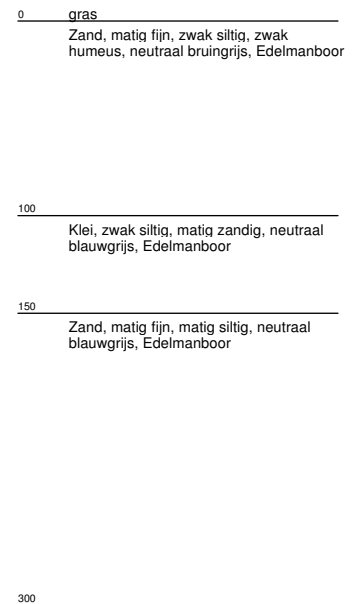 0 gras
Zand, matig fijn, zwak siltig, zwak
humeus, neutraal bruingrijs, Edelmanboor
100
Klei, zwak siltig, matig zandig, neutraal
blauwgrijs, Edelmanboor
150
Zand, matig fijn, matig siltig, neutraal
blauwgrijs, Edelmanboor
300